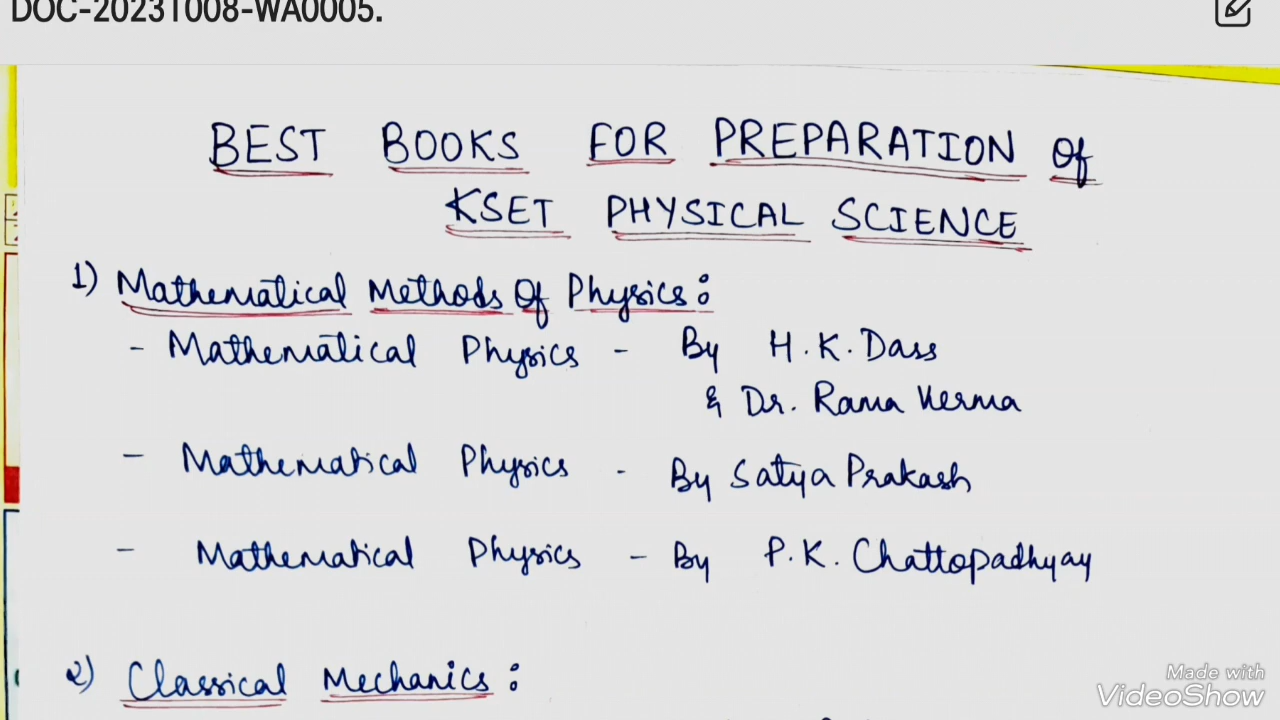 DOC-20231008-WA0005.
BEST BOOKS FOR PREPARATION Of
KSET PHYSICAL SCIENCE
1) Mathematical Methods Of Physics:
- Mathematical Physics - By H.K.Dass
& Dr. Rama Verma
- Mathematical Physics - By Satya Prakash
- Mathematical Physics - By P.K. Chattopadhyay
2) Classical Mechanics:
Made with
VideoShow